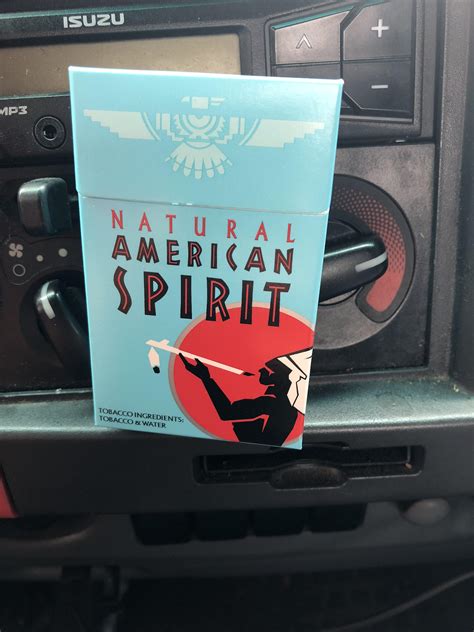 ISUZU
MP3
NATURAL
AMERICAN
SPIRIT
TOBACCO INGREDIENTS:
TOBACCO & WATER